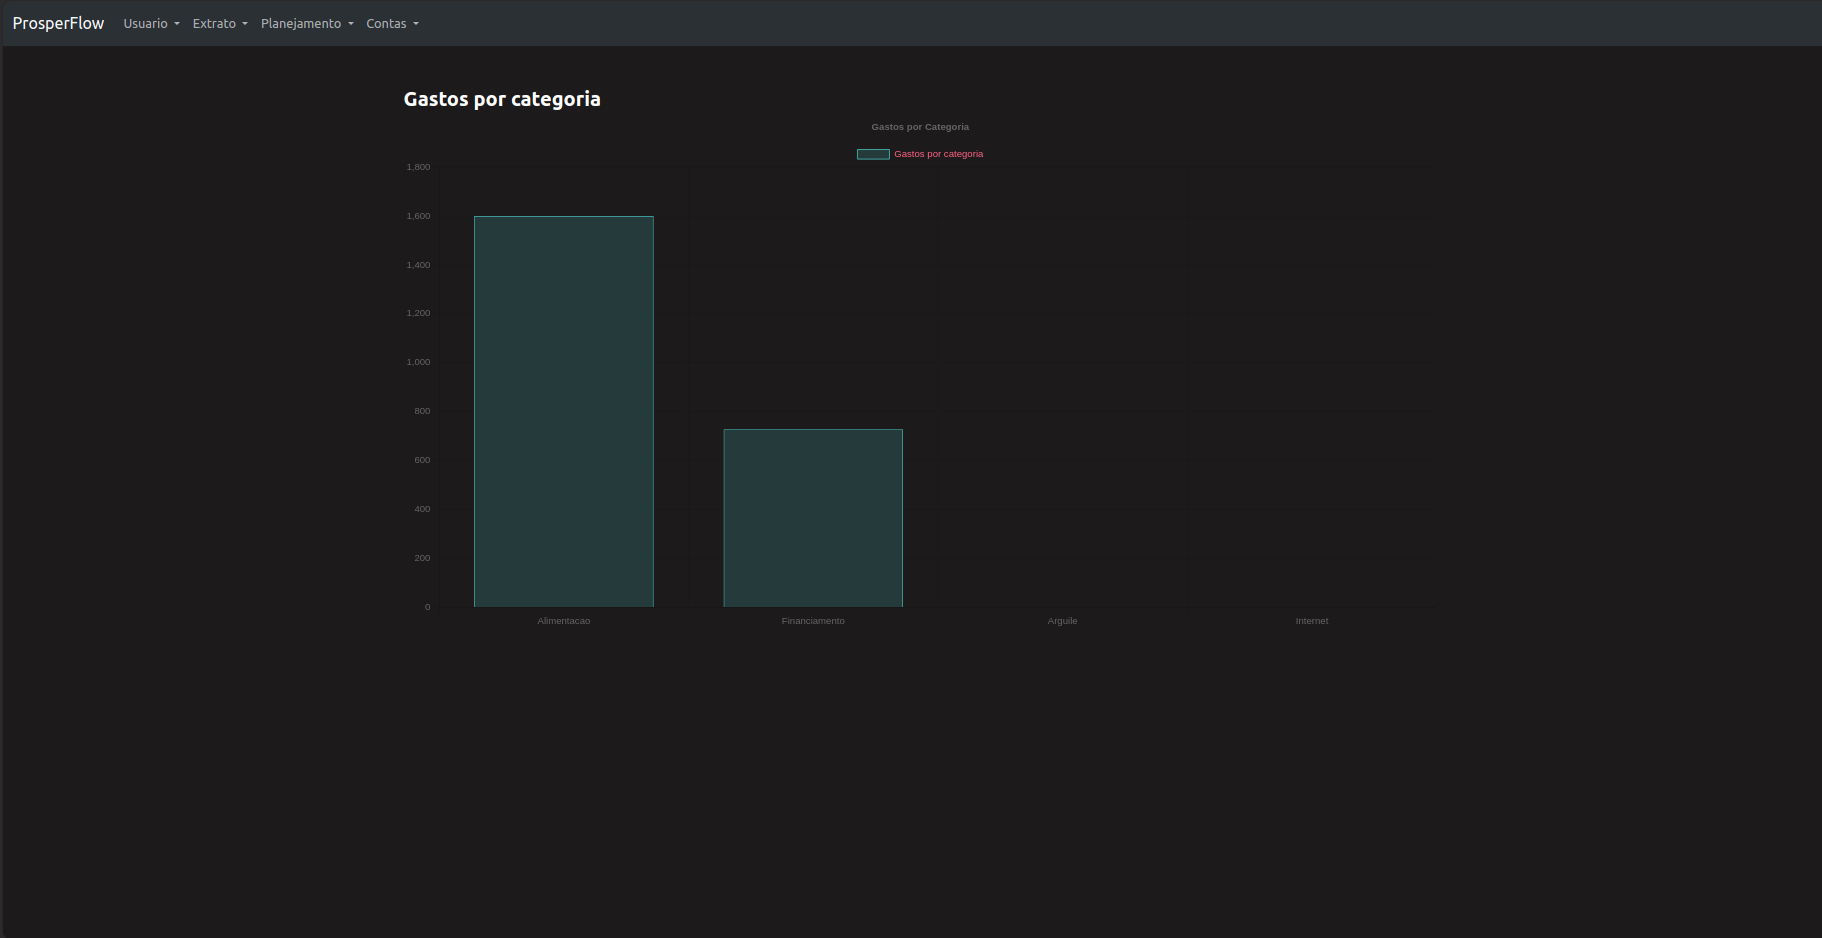 ProsperFlow Usuario Extrato Planejamento Contas
Gastos por categoria
Gastos por Categoria
Gastos por categoria
1,800
1,600
1,400
1,200
1,000
800
600
400
200
0
Alimentacao Financiamento Arguile Internet